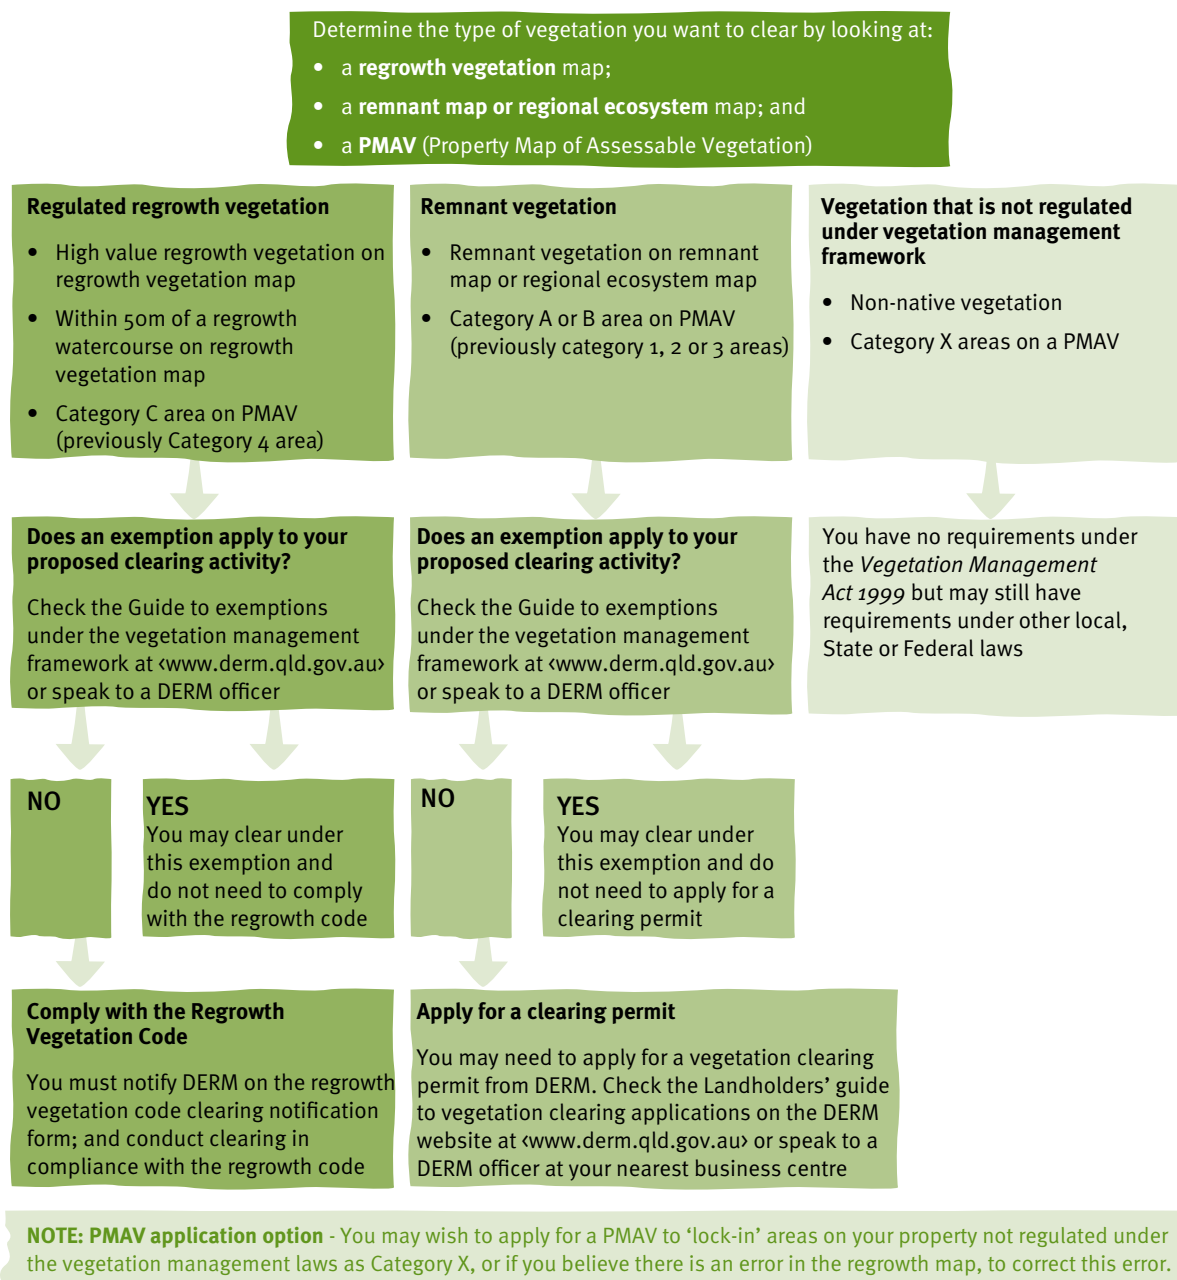 Determine the type of vegetation you want to clear by looking at:
• a regrowth vegetation map;
• a remnant map or regional ecosystem map; and
• a PMAV (Property Map of Assessable Vegetation)
Regulated regrowth vegetation
• High value regrowth vegetation on
regrowth vegetation map
• Within 50m of a regrowth
watercourse on regrowth
vegetation map
• Category C area on PMAV
(previously Category 4 area)
Remnant vegetation
• Remnant vegetation on remnant
map or regional ecosystem map
• Category A or B area on PMAV
(previously category 1, 2 or 3 areas)
Vegetation that is not regulated
under vegetation management
framework
• Non-native vegetation
• Category X areas on a PMAV
Does an exemption apply to your
proposed clearing activity?
Check the Guide to exemptions
under the vegetation management
framework at ‹www.derm.qld.gov.au›
or speak to a DERM officer
Does an exemption apply to your
proposed clearing activity?
Check the Guide to exemptions
under the vegetation management
framework at ‹www.derm.qld.gov.au›
or speak to a DERM officer
You have no requirements under
the Vegetation Management
Act 1999 but may still have
requirements under other local,
State or Federal laws
NO
YES
You may clear under
this exemption and
do not need to comply
with the regrowth code
NO
YES
You may clear under
this exemption and do
not need to apply for a
clearing permit
Comply with the Regrowth
Vegetation Code
You must notify DERM on the regrowth
vegetation code clearing notification
form; and conduct clearing in
compliance with the regrowth code
Apply for a clearing permit
You may need to apply for a vegetation clearing
permit from DERM. Check the Landholders’ guide
to vegetation clearing applications on the DERM
website at ‹www.derm.qld.gov.au› or speak to a
DERM officer at your nearest business centre
NOTE: PMAV application option - You may wish to apply for a PMAV to ‘lock-in’ areas on your property not regulated under
the vegetation management laws as Category X, or if you believe there is an error in the regrowth map, to correct this error.